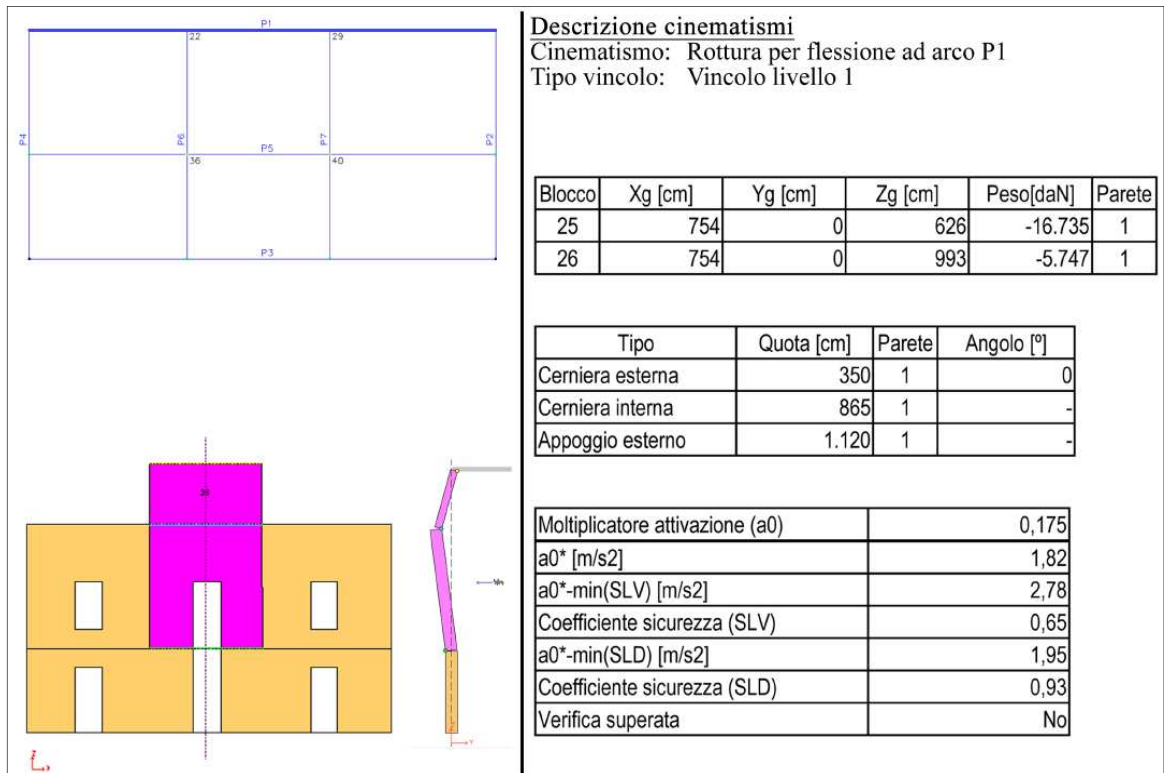 P1
22 29
P4 P6 P7 P2
P5
36 40
P3
26
Z
Y
Descrizione cinematismi
Cinematismo: Rottura per flessione ad arco P1
Tipo vincolo: Vincolo livello 1
Blocco Xg [cm] Yg [cm] Zg [cm] Peso[daN] Parete
25 754 0 626 -16.735 1
26 754 0 993 -5.747 1
Tipo Quota [cm] Parete Angolo [º]
Cerniera esterna 350 1 0
Cerniera interna 865 1 -
Appoggio esterno 1.120 1 -
Moltiplicatore attivazione (a0) 0,175
a0* [m/s2] 1,82
a0*-min(SLV) [m/s2] 2,78
Coefficiente sicurezza (SLV) 0,65
a0*-min(SLD) [m/s2] 1,95
Coefficiente sicurezza (SLD) 0,93
Verifica superata No